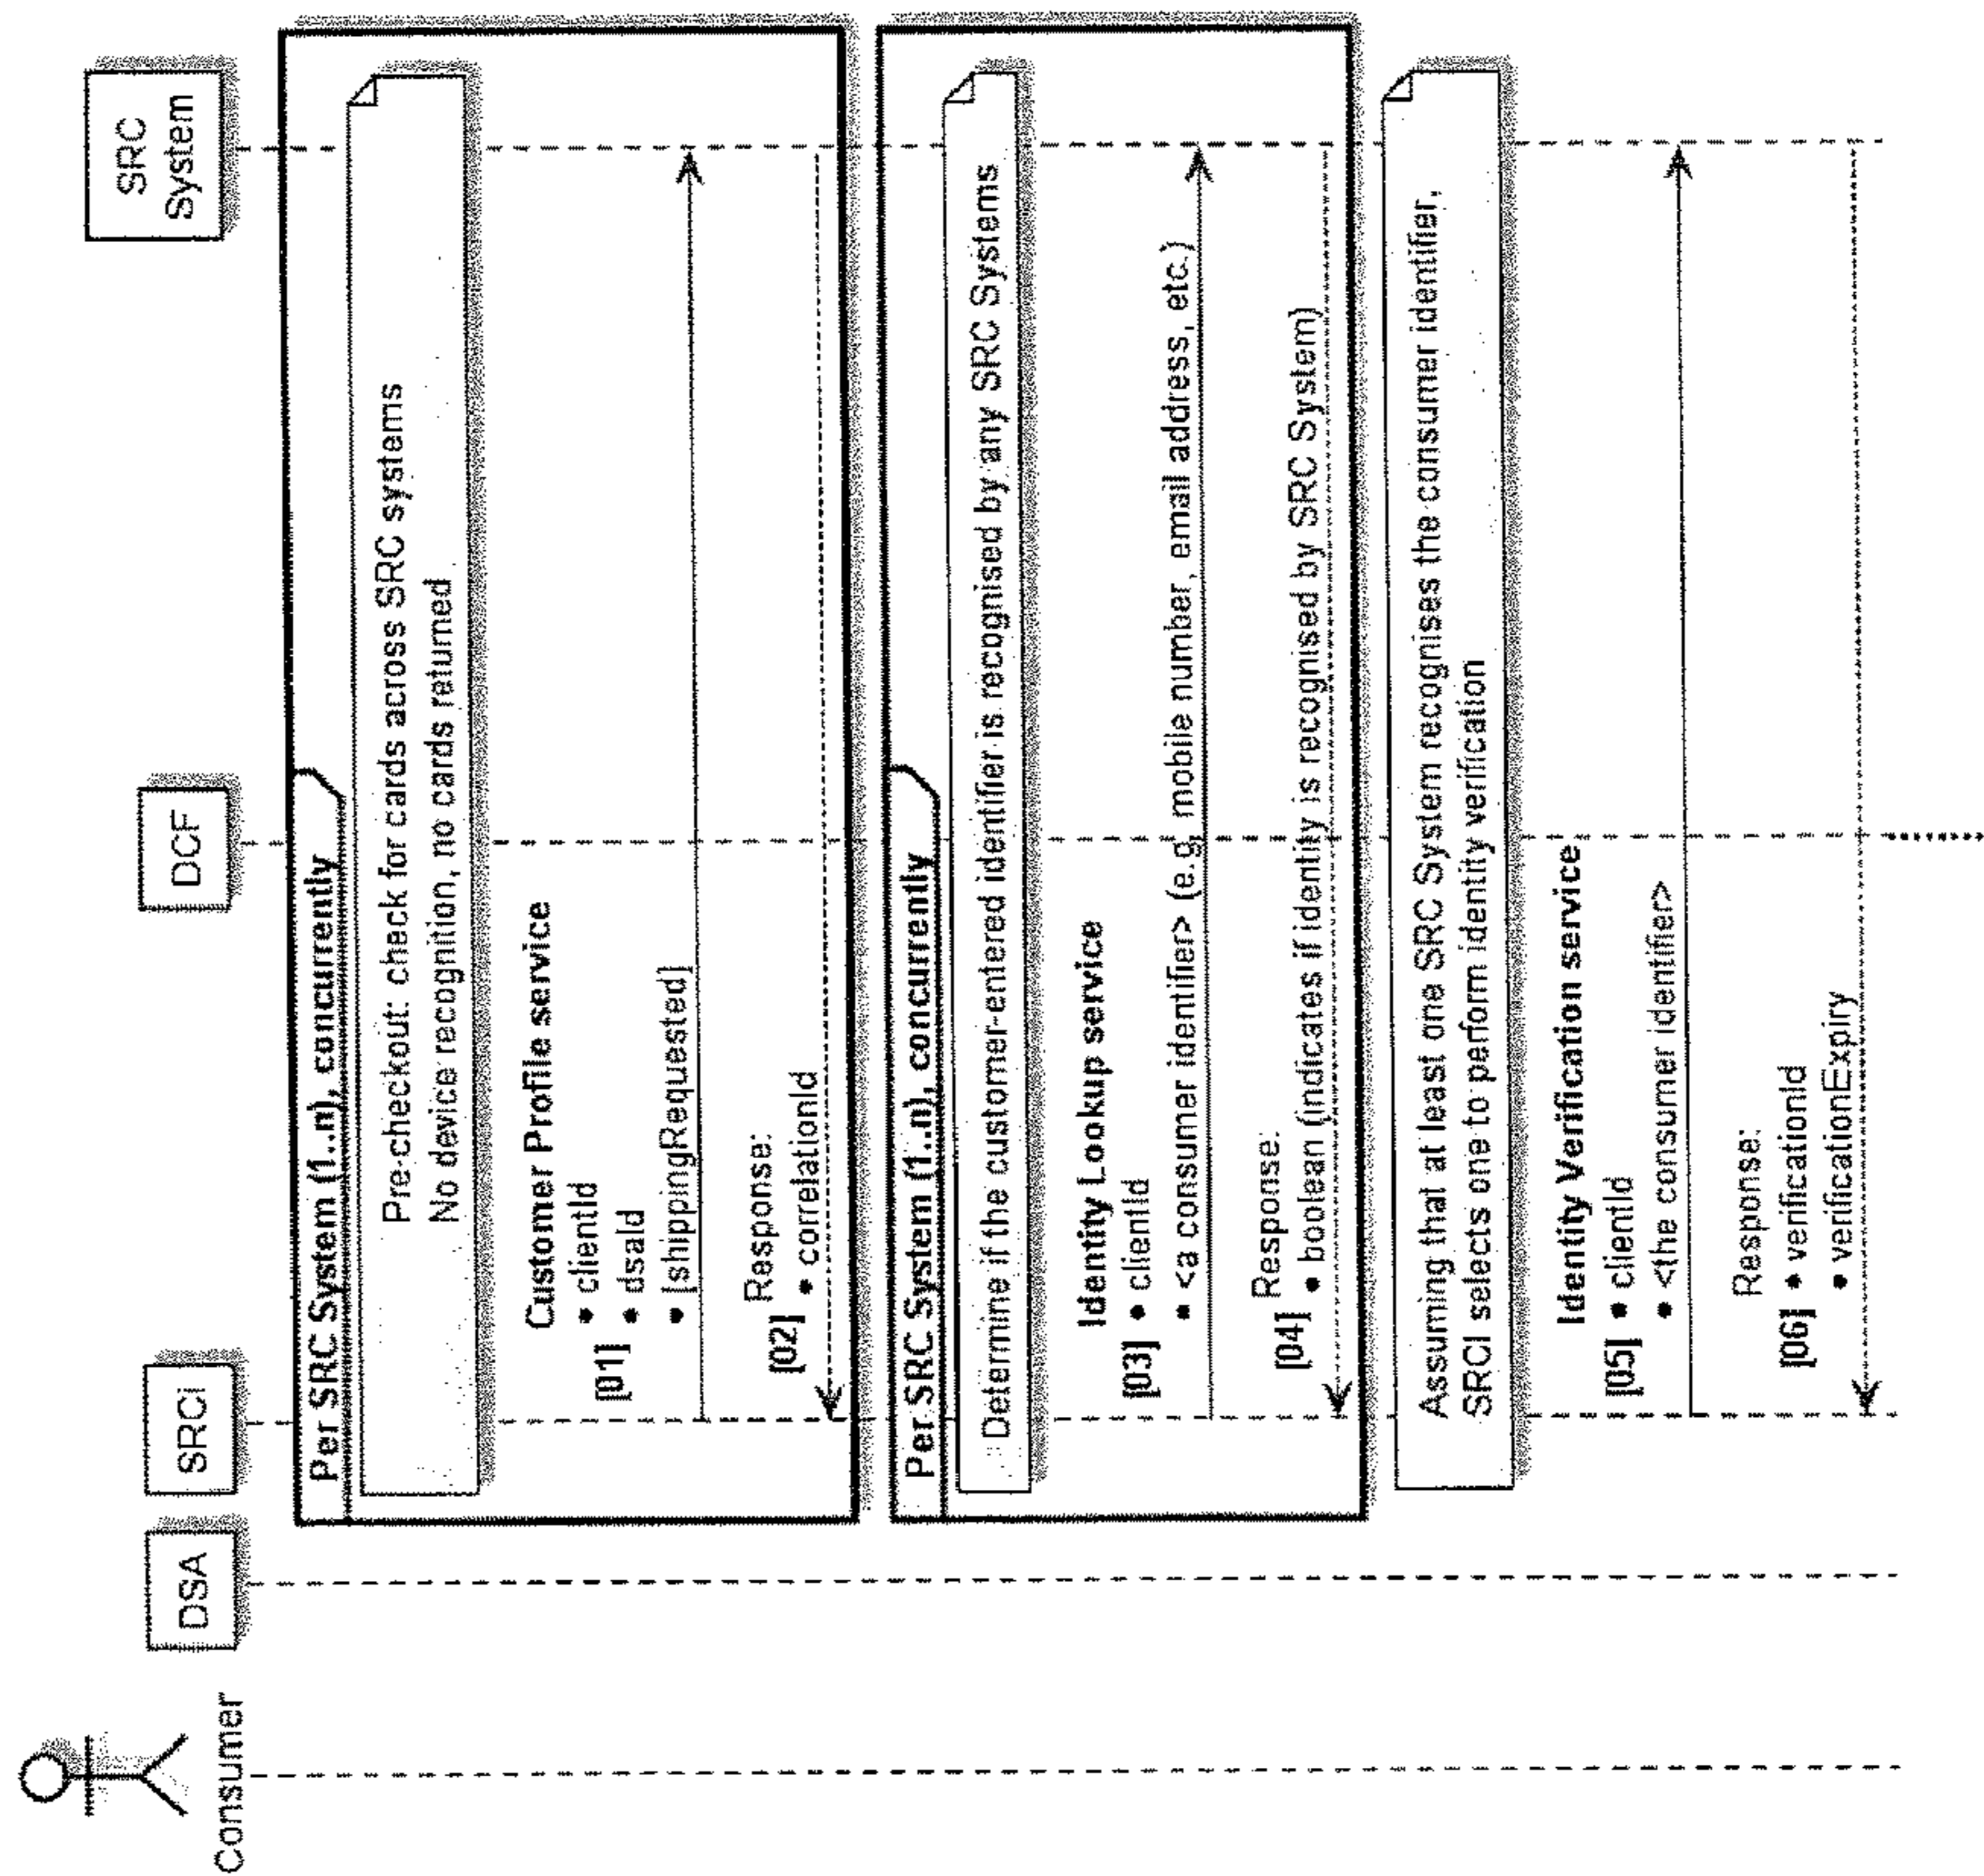 Consumer
DSA
SRCi
DCF
SRC
System
Per SRC System (1..n), concurrently
Pre-checkout: check for cards across SRC systems
No device recognition, no cards returned
Customer Profile service
[01]
• clientId
• dsaId
• [shippingRequested]
Response:
[02] • correlationId
Per SRC System (1..n), concurrently
Determine if the customer-entered identifier is recognised by any SRC Systems
Identity Lookup service
[03] • clientId
• <a consumer identifier> (e.g. mobile number, email address, etc.)
Response:
[04] • boolean (indicates if identity is recognised by SRC System)
Assuming that at least one SRC System recognises the consumer identifier,
SRCI selects one to perform identity verification
Identity Verification service
[05] • clientId
• <the consumer identifier>
Response:
[06] • verificationId
• verificationExpiry